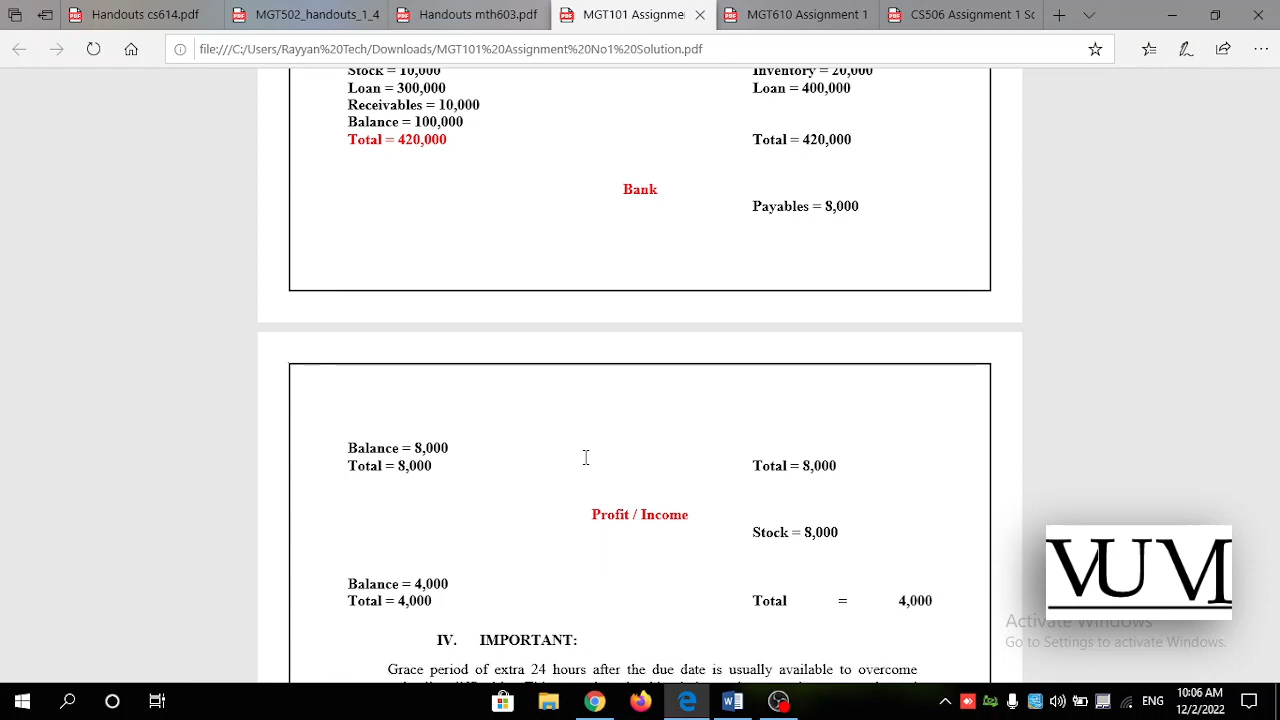 Handouts cs614.pdf
MGT502_handouts_1_
Handouts mth603.pdf
MGT101 Assignme
MGT610 Assignment
CS506 Assignment 1 Sc
file:///C:/Users/Rayyan%20Tech/Downloads/MGT101%20Assignment%20No1%20Solution.pdf
Stock = 10,000
Inventory = 20,000
Loan = 300,000
Loan = 400,000
Receivables = 10,000
Balance = 100,000
Total = 420,000
Total = 420,000
Bank
Payables = 8,000
Balance = 8,000
Total = 8,000
Total = 8,000
Profit / Income
Stock = 8,000
Balance = 4,000
Total = 4,000
Total = 4,000
IV. IMPORTANT:
Grace period of extra 24 hours after the due date is usually available to overcome
VUM
Activate Windows
Go to Settings to activate Windows.
ENG
10:06 AM
12/2/2022